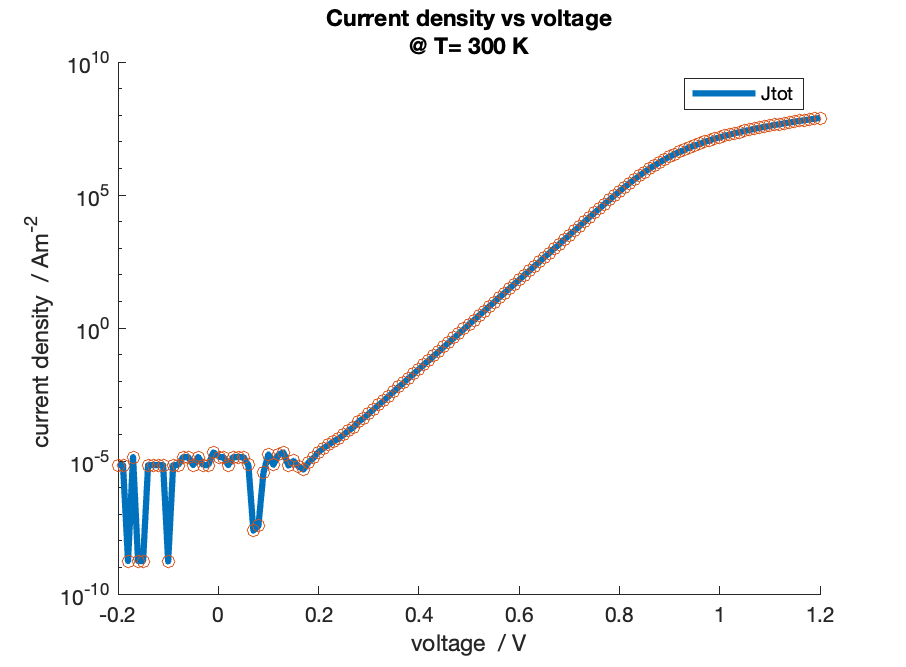 Current density vs voltage
@ T= 300 K
Jtot
10^10
10^5
10^0
10^-5
10^-10
current density / Am^-2
-0.2
0
0.2
0.4
0.6
0.8
1
1.2
voltage / V